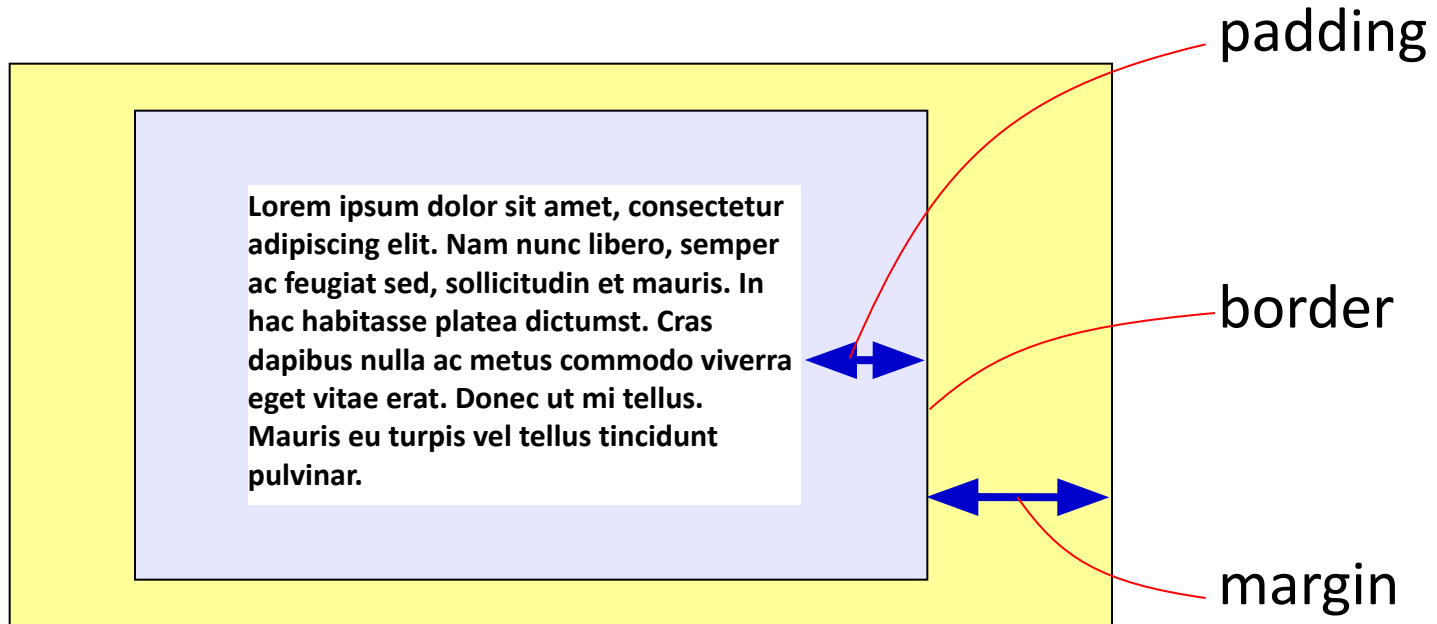 padding
Lorem ipsum dolor sit amet, consectetur
adipiscing elit. Nam nunc libero, semper
ac feugiat sed, sollicitudin et mauris. In
hac habitasse platea dictumst. Cras
dapibus nulla ac metus commodo viverra
eget vitae erat. Donec ut mi tellus.
Mauris eu turpis vel tellus tincidunt
pulvinar.
border
margin